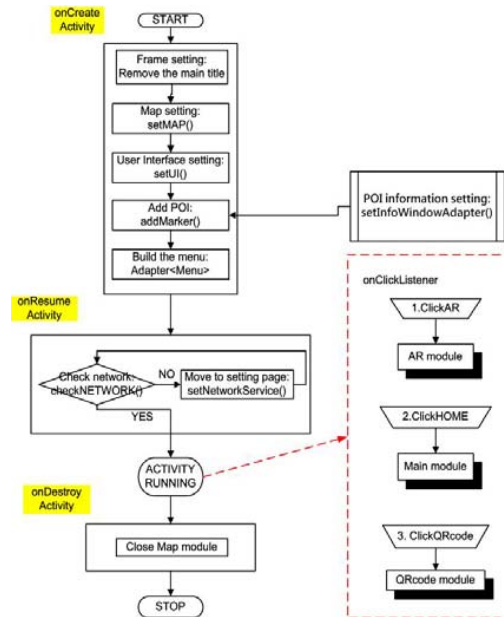 onCreate
Activity
START
Frame setting:
Remove the main title
Map setting:
setMAP()
User Interface setting:
setUI()
Add POI:
addMarker()
POI information setting:
setInfoWindowAdapter()
Build the menu:
Adapter<Menu>
onResume
Activity
Check network:
checkNETWORK()
NO
Move to setting page:
setNetworkService()
YES
ACTIVITY
RUNNING
onDestroy
Activity
Close Map module
STOP
onClickListener
1.ClickAR
AR module
2.ClickHOME
Main module
3. ClickQRcode
QRcode module